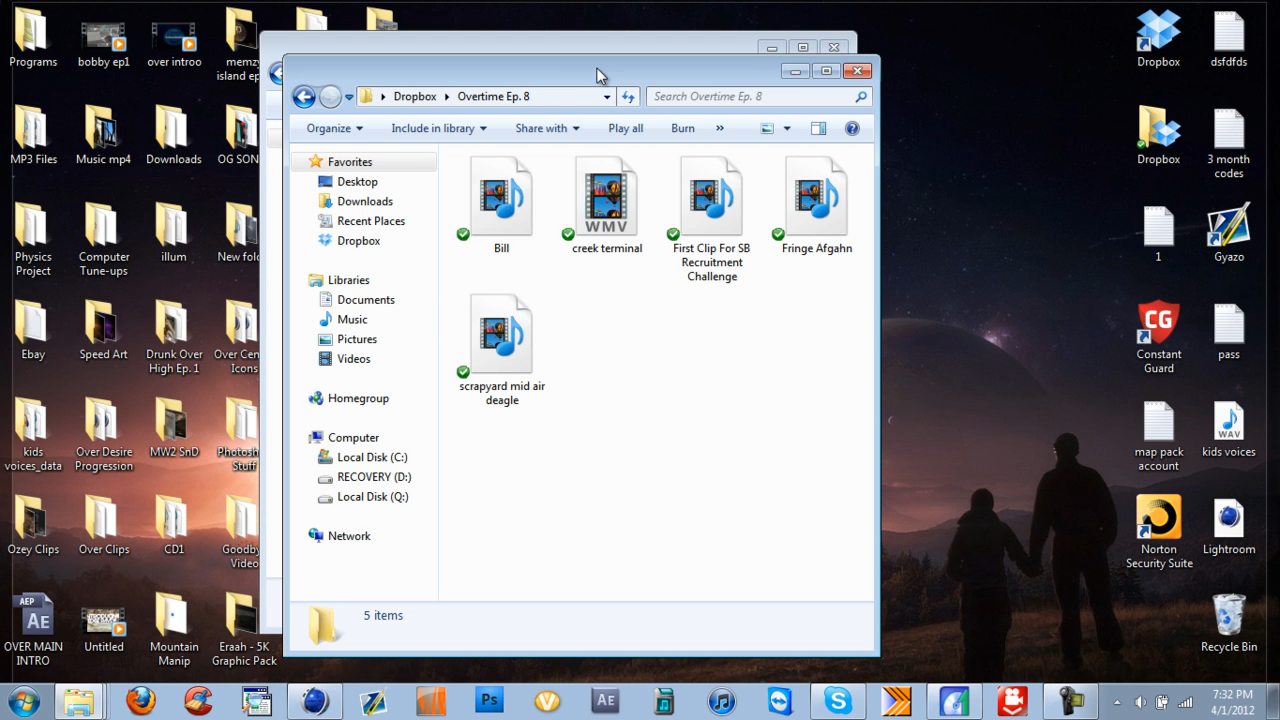 Programs
bobby ep1
over introo
memzy
island ep
MP3 Files
Music mp4
Downloads
OG SON
Physics
Project
Computer
Tune-ups
illum
New fold
Ebay
Speed Art
Drunk Over
High Ep. 1
Over Cen
Icons
kids
voices_data
Over Desire
Progression
MW2 SnD
Photosh
Stuff
Ozey Clips
Over Clips
CD1
Goodby
Video
AEP
Ae
OVER MAIN
INTRO
Untitled
Mountain
Manip
Eraah - 5K
Graphic Pack
Dropbox
Overtime Ep. 8
Search Overtime Ep. 8
Organize
Include in library
Share with
Play all
Burn
»
Favorites
Desktop
Downloads
Recent Places
Dropbox
Libraries
Documents
Music
Pictures
Videos
Homegroup
Computer
Local Disk (C:)
RECOVERY (D:)
Local Disk (Q:)
Network
Bill
WMV
creek terminal
First Clip For SB
Recruitment
Challenge
Fringe Afgahn
scrapyard mid air
deagle
5 items
Dropbox
dsfdfds
Dropbox
3 month
codes
1
Gyazo
CG
Constant
Guard
pass
map pack
account
WAV
kids voices
Norton
Security Suite
Lightroom
Recycle Bin
Ps
Ae
7:32 PM
4/1/2012